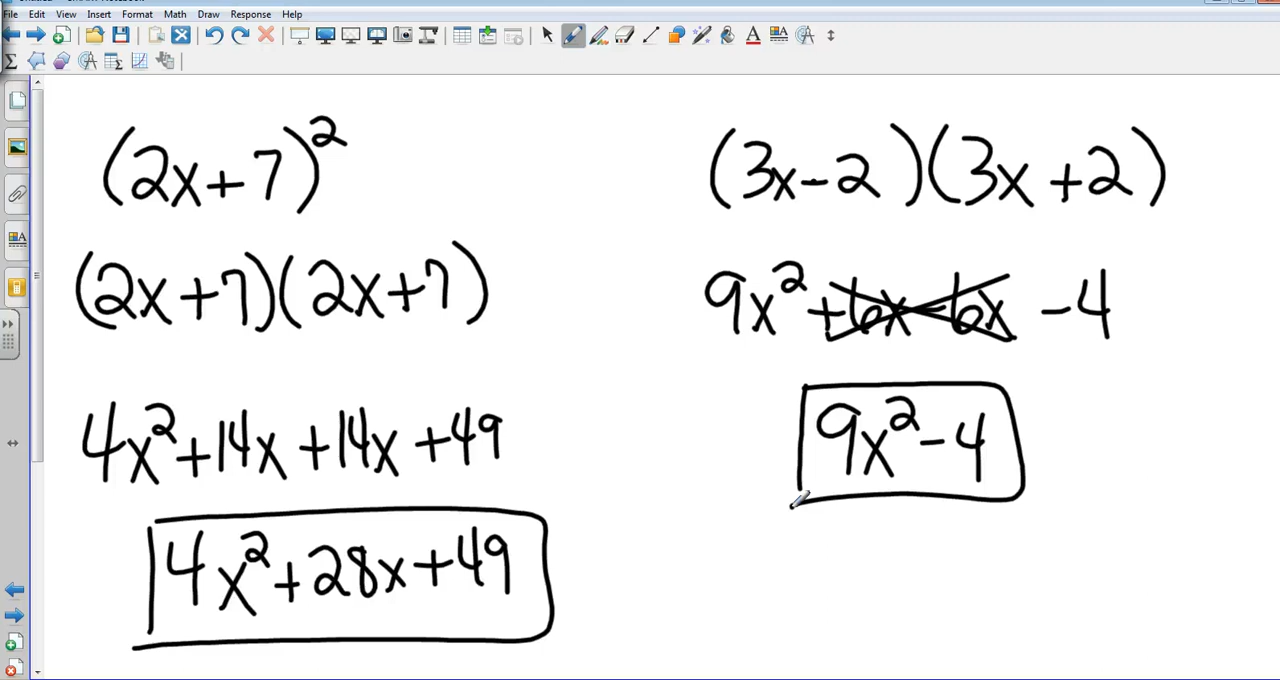 File Edit View Insert Format Math Draw Response Help
(2x+7)²
(2x+7)(2x+7)
4x²+14x+14x+49
4x²+28x+49
(3x-2)(3x+2)
9x²+6x-6x-4
9x²-4